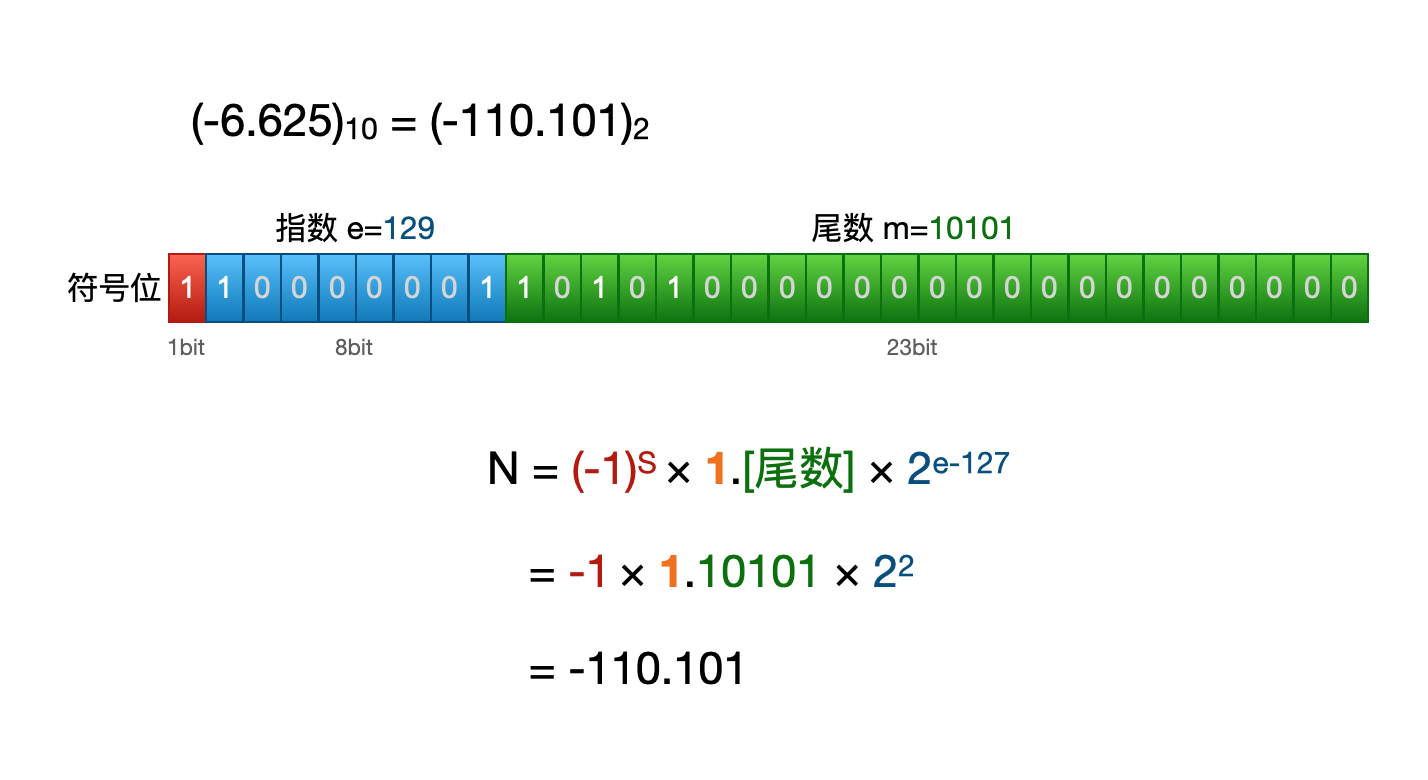 (-6.625)₁₀ = (-110.101)₂
指数 e=129 尾数 m=10101
符号位 1 1 0 0 0 0 0 0 1 1 0 1 0 1 0 0 0 0 0 0 0 0 0 0 0 0 0 0 0 0 0 0
1bit 8bit 23bit
N = (-1)ˢ × 1.[尾数] × 2ᵉ⁻¹²⁷
= -1 × 1.10101 × 2²
= -110.101